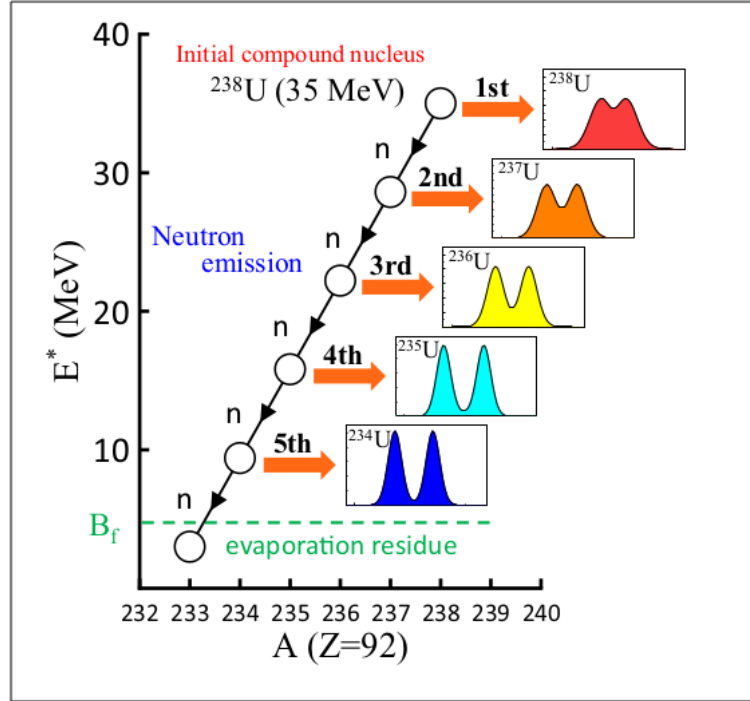 40
Initial compound nucleus
²³⁸U (35 MeV)
1st
²³⁸U
n
30
2nd
²³⁷U
Neutron
emission
n
3rd
²³⁶U
E* (MeV)
20
n
4th
²³⁵U
n
10
5th
²³⁴U
n
B_f
evaporation residue
232 233 234 235 236 237 238 239 240
A (Z=92)